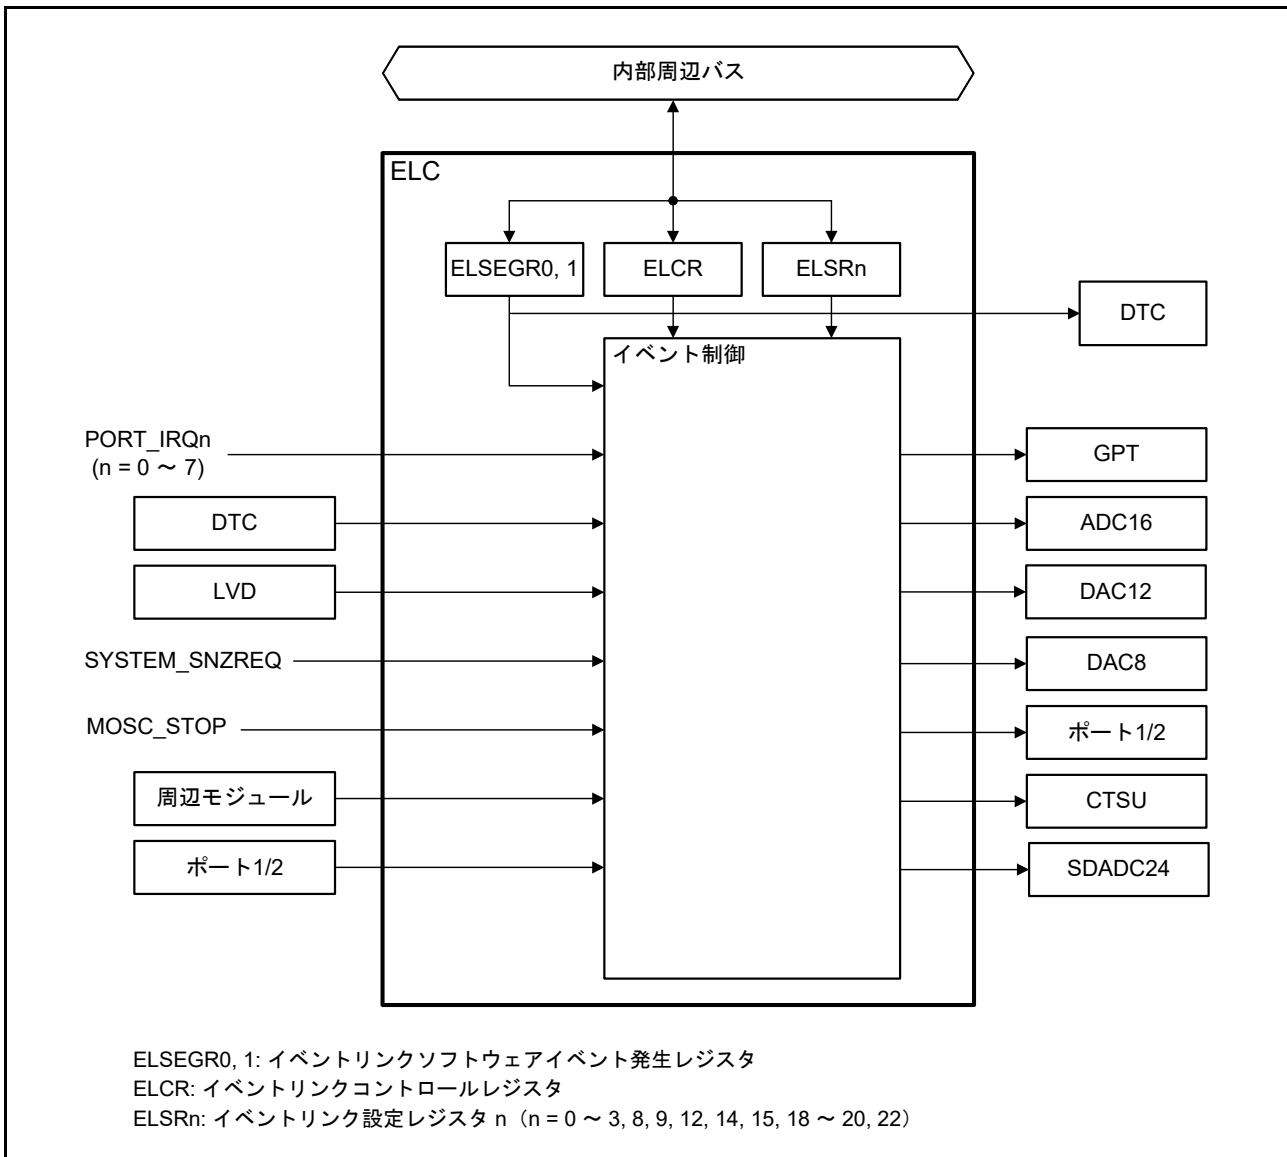 内部周辺バス
ELC
ELSEGR0, 1
ELCR
ELSRn
DTC
イベント制御
PORT_IRQn
(n = 0 ～ 7)
GPT
DTC
ADC16
LVD
DAC12
SYSTEM_SNZREQ
DAC8
MOSC_STOP
ポート1/2
周辺モジュール
CTSU
ポート1/2
SDADC24
ELSEGR0, 1: イベントリンクソフトウェアイベント発生レジスタ
ELCR: イベントリンクコントロールレジスタ
ELSRn: イベントリンク設定レジスタ n（n = 0 ～ 3, 8, 9, 12, 14, 15, 18 ～ 20, 22）